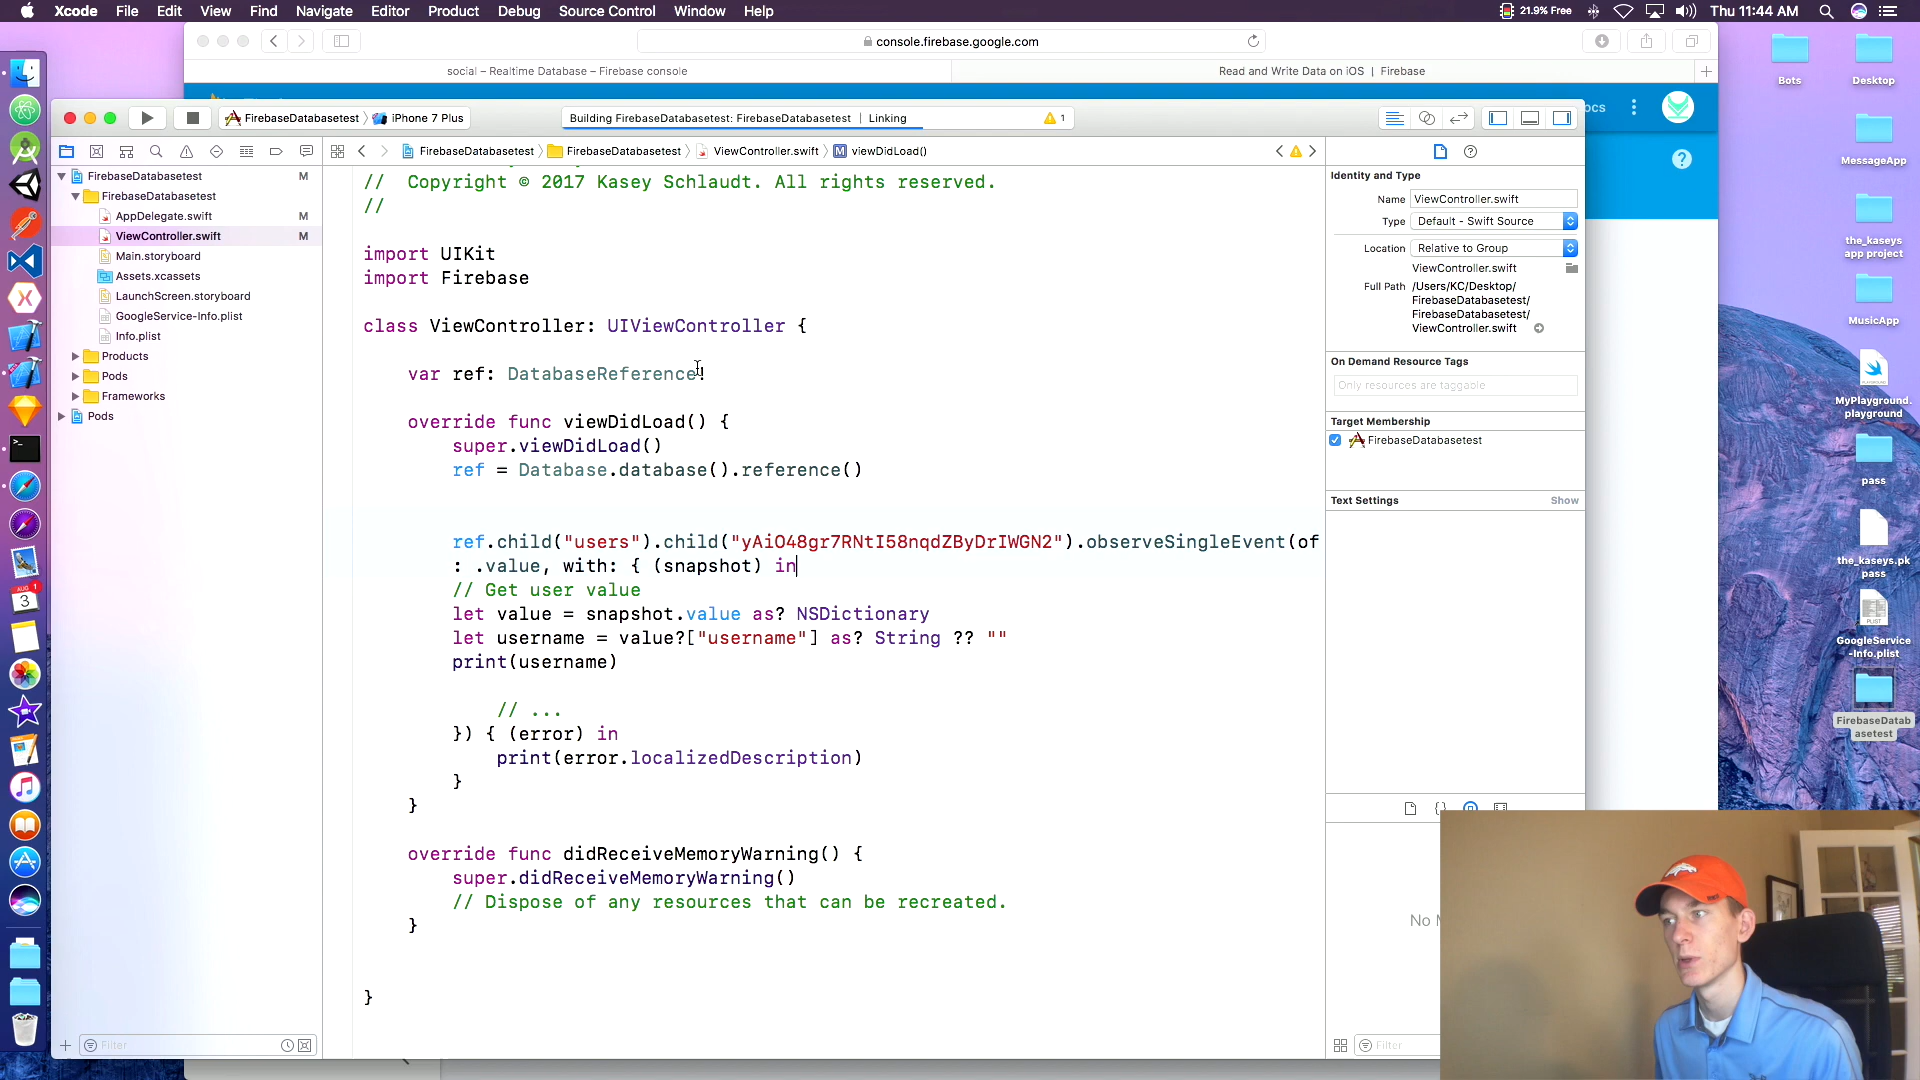 Xcode File Edit View Find Navigate Editor Product Debug Source Control Window Help
21.9% Free
Thu 11:44 AM
console.firebase.google.com
social – Realtime Database – Firebase console
Read and Write Data on iOS | Firebase
ocs
FirebaseDatabasetest
iPhone 7 Plus
Building FirebaseDatabasetest: FirebaseDatabasetest | Linking
1
FirebaseDatabasetest
FirebaseDatabasetest
ViewController.swift
viewDidLoad()
FirebaseDatabasetest M
FirebaseDatabasetest
AppDelegate.swift M
ViewController.swift M
Main.storyboard
Assets.xcassets
LaunchScreen.storyboard
GoogleService-Info.plist
Info.plist
Products
Pods
Frameworks
Pods
Filter
// Copyright © 2017 Kasey Schlaudt. All rights reserved.
//
import UIKit
import Firebase
class ViewController: UIViewController {
var ref: DatabaseReference!
override func viewDidLoad() {
super.viewDidLoad()
ref = Database.database().reference()
ref.child("users").child("yAiO48gr7RNtI58nqdZByDrIWGN2").observeSingleEvent(of
: .value, with: { (snapshot) in
// Get user value
let value = snapshot.value as? NSDictionary
let username = value?["username"] as? String ?? ""
print(username)
// ...
}) { (error) in
print(error.localizedDescription)
}
}
override func didReceiveMemoryWarning() {
super.didReceiveMemoryWarning()
// Dispose of any resources that can be recreated.
}
}
Identity and Type
Name ViewController.swift
Type Default - Swift Source
Location Relative to Group
ViewController.swift
Full Path /Users/KC/Desktop/
FirebaseDatabasetest/
FirebaseDatabasetest/
ViewController.swift
On Demand Resource Tags
Only resources are taggable
Target Membership
FirebaseDatabasetest
Text Settings Show
No M
Filter
Bots
Desktop
MessageApp
the_kaseys
app project
MusicApp
MyPlayground.
playground
pass
the_kaseys.pk
pass
GoogleService
-Info.plist
FirebaseDatab
asetest
3